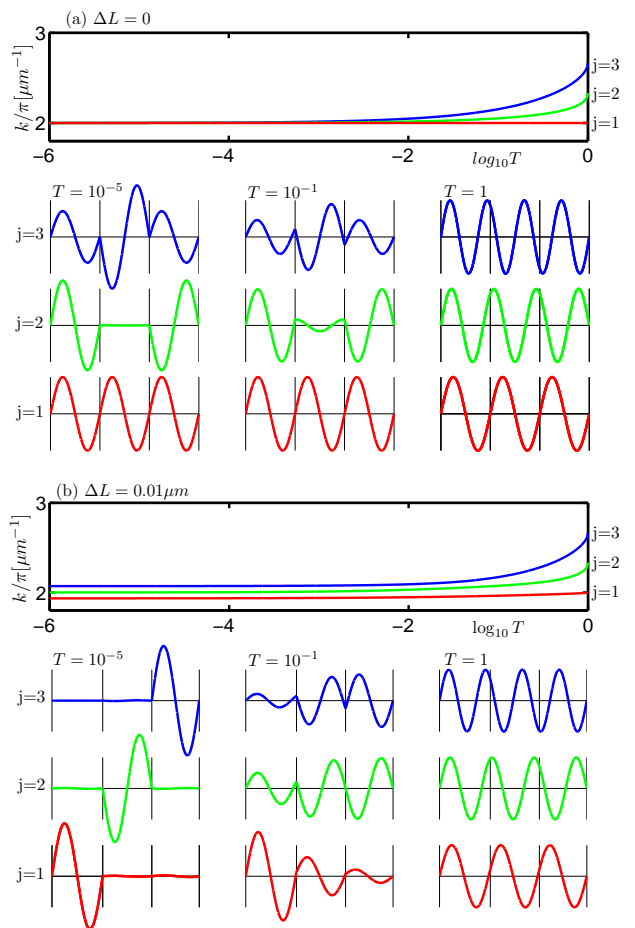 (a) ΔL = 0
k/π[μm⁻¹]
3
2
j=3
j=2
j=1
−6 −4 −2 0
log₁₀T
T = 10⁻⁵ T = 10⁻¹ T = 1
j=3
j=2
j=1
(b) ΔL = 0.01μm
k/π[μm⁻¹]
3
2
j=3
j=2
j=1
−6 −4 −2 0
log₁₀ T
T = 10⁻⁵ T = 10⁻¹ T = 1
j=3
j=2
j=1